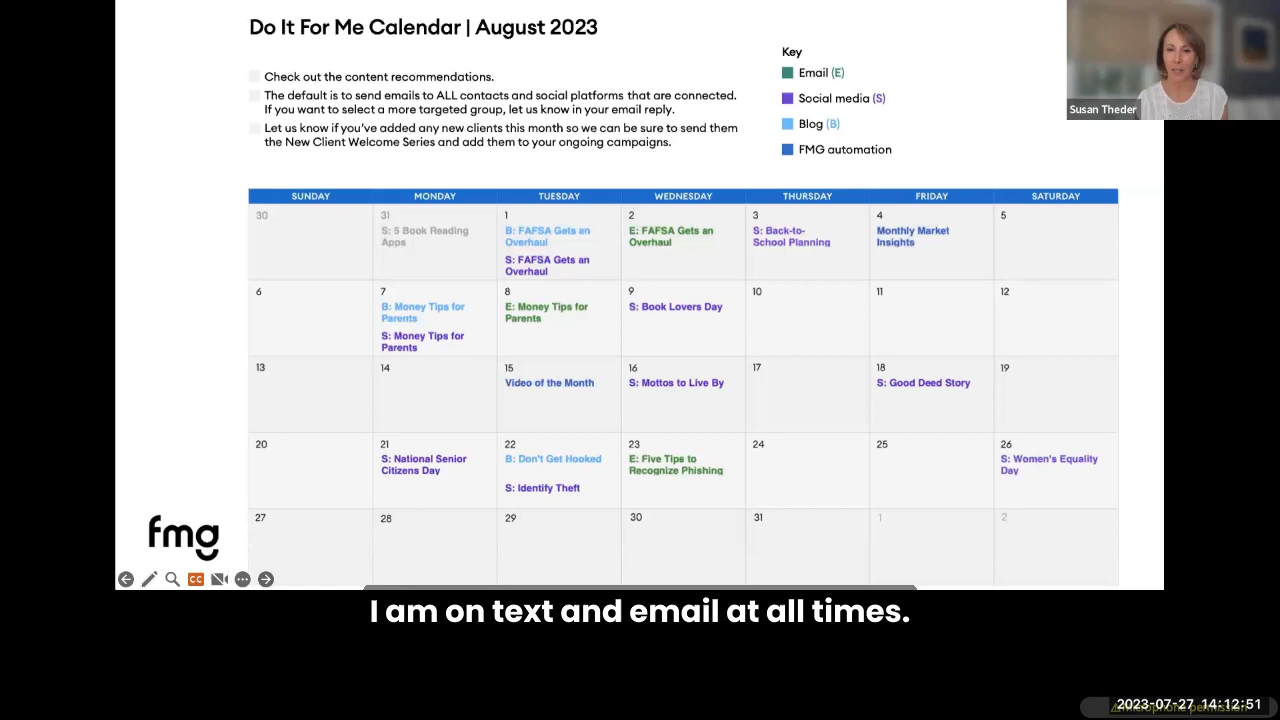 Do It For Me Calendar | August 2023
Check out the content recommendations.
The default is to send emails to ALL contacts and social platforms that are connected.
If you want to select a more targeted group, let us know in your email reply.
Let us know if you've added any new clients this month so we can be sure to send them
the New Client Welcome Series and add them to your ongoing campaigns.
Key
Email (E)
Social media (S)
Blog (B)
FMG automation
Susan Theder
SUNDAY MONDAY TUESDAY WEDNESDAY THURSDAY FRIDAY SATURDAY
30 31 1 2 3 4 5
S: 5 Book Reading
Apps
B: FAFSA Gets an
Overhaul
S: FAFSA Gets an
Overhaul
E: FAFSA Gets an
Overhaul
S: Back-to-
School Planning
Monthly Market
Insights
6 7 8 9 10 11 12
B: Money Tips for
Parents
S: Money Tips for
Parents
E: Money Tips for
Parents
S: Book Lovers Day
13 14 15 16 17 18 19
Video of the Month
S: Mottos to Live By
S: Good Deed Story
20 21 22 23 24 25 26
S: National Senior
Citizens Day
B: Don't Get Hooked
S: Identify Theft
E: Five Tips to
Recognize Phishing
S: Women's Equality
Day
27 28 29 30 31 1 2
fmg
CC
I am on text and email at all times.
2023-07-27 14:12:51